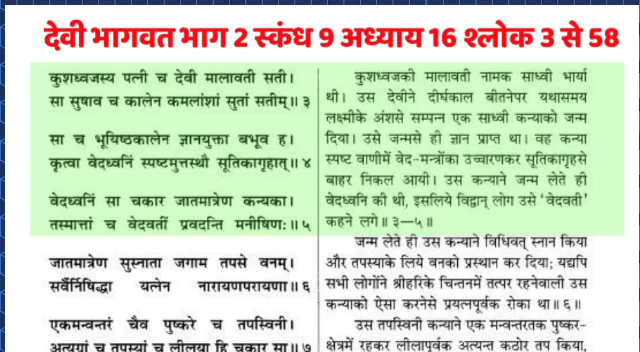 देवी भागवत भाग 2 स्कंध 9 अध्याय 16 श्लोक 3 से 58
कुशध्वजस्य पत्नी च देवी मालावती सती।
सा सुषाव च कालेन कमलांशां सुतां सतीम्॥ ३
सा च भूयिष्ठकालेन ज्ञानयुक्ता बभूव ह।
कृत्वा वेदध्वनिं स्पष्टमुत्तस्थौ सूतिकागृहात्॥ ४
वेदध्वनिं सा चकार जातमात्रेण कन्यका।
तस्मात्तां च वेदवतीं प्रवदन्ति मनीषिणः॥ ५
जातमात्रेण सुस्नाता जगाम तपसे वनम्।
सर्वैर्निषिद्धा यत्नेन नारायणपरायणा॥ ६
एकमन्वन्तरं चैव पुष्करे च तपस्विनी।
अत्युग्रां च तपस्यां च लीलया हि चकार सा॥ ७
कुशध्वजकी मालावती नामक साध्वी भार्या
थी। उस देवीने दीर्घकाल बीतनेपर यथासमय
लक्ष्मीके अंशसे सम्पन्न एक साध्वी कन्याको जन्म
दिया। उसे जन्मसे ही ज्ञान प्राप्त था। वह कन्या
स्पष्ट वाणीमें वेद-मन्त्रोंका उच्चारणकर सूतिकागृहसे
बाहर निकल आयी। उस कन्याने जन्म लेते ही
वेदध्वनि की थी, इसलिये विद्वान् लोग उसे 'वेदवती'
कहने लगे॥ ३—५॥
जन्म लेते ही उस कन्याने विधिवत् स्नान किया
और तपस्याके लिये वनको प्रस्थान कर दिया; यद्यपि
सभी लोगोंने श्रीहरिके चिन्तनमें तत्पर रहनेवाली उस
कन्याको ऐसा करनेसे प्रयत्नपूर्वक रोका था॥ ६॥
उस तपस्विनी कन्याने एक मन्वन्तरतक पुष्कर-
क्षेत्रमें रहकर लीलापूर्वक अत्यन्त कठोर तप किया,